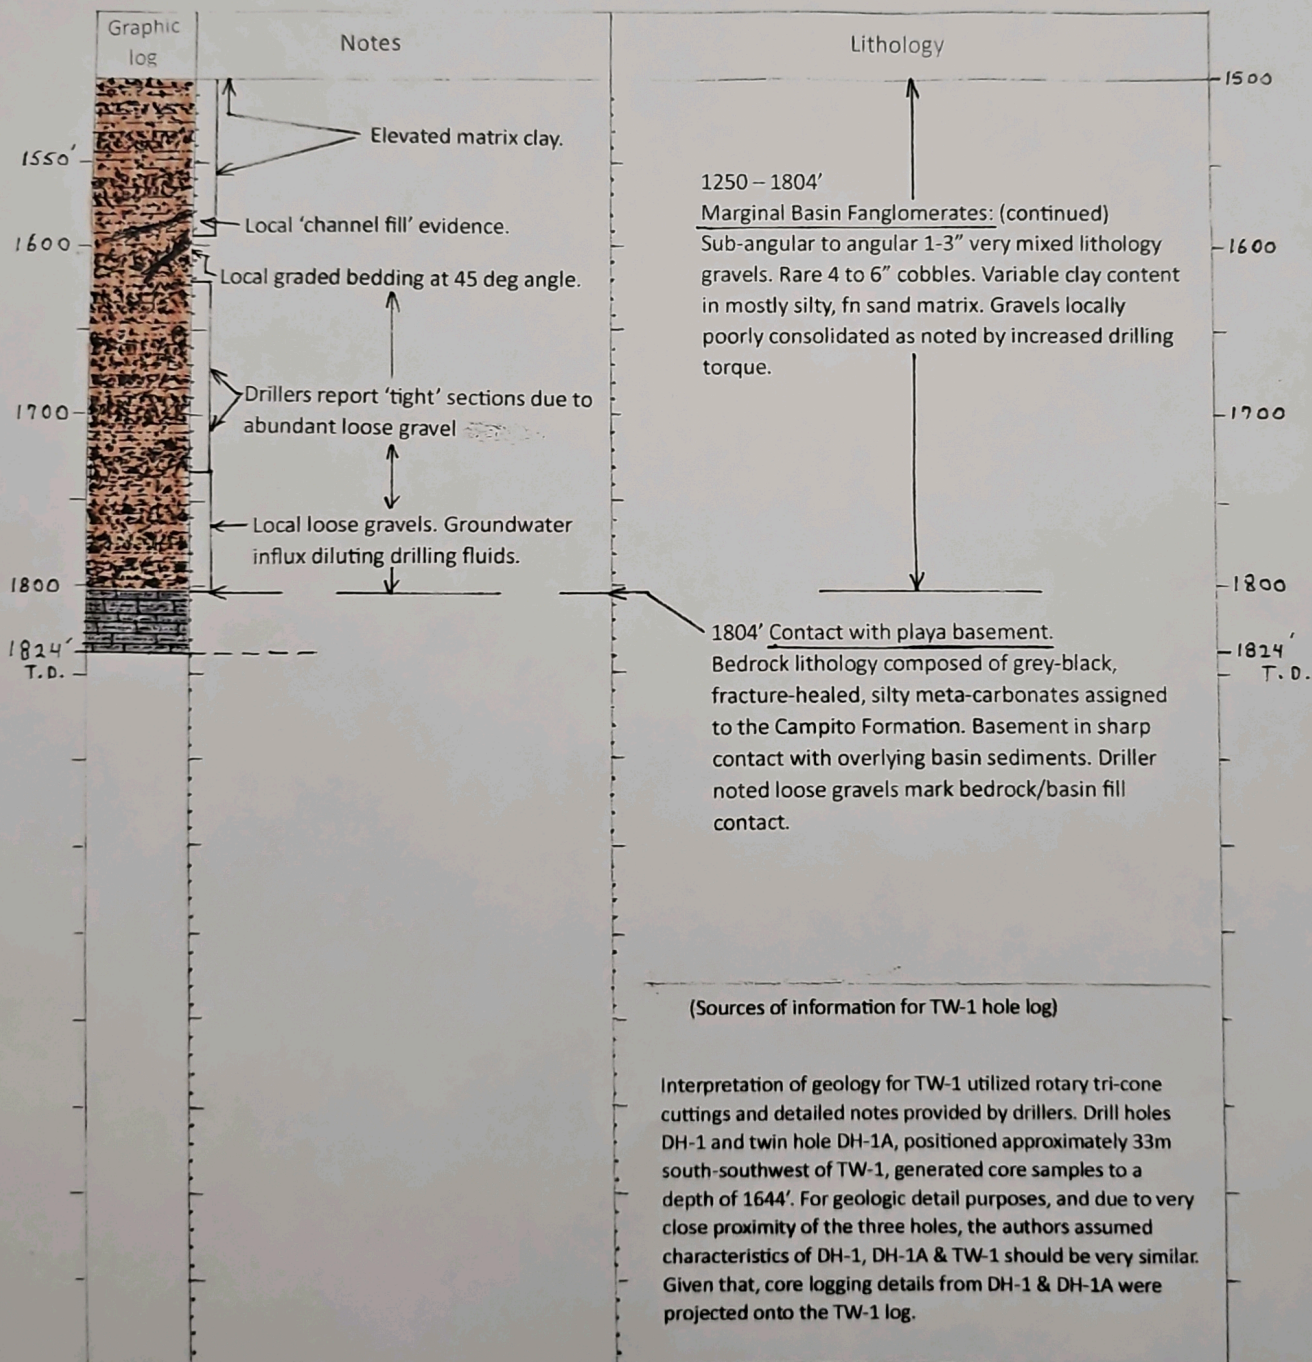 Graphic
log
Notes
Lithology
1500
Elevated matrix clay.
1550'
1250 – 1804'
Marginal Basin Fanglomerates: (continued)
Sub-angular to angular 1-3” very mixed lithology
gravels. Rare 4 to 6” cobbles. Variable clay content
in mostly silty, fn sand matrix. Gravels locally
poorly consolidated as noted by increased drilling
torque.
Local ‘channel fill’ evidence.
1600
1600
Local graded bedding at 45 deg angle.
Drillers report ‘tight’ sections due to
abundant loose gravel
1700
1700
Local loose gravels. Groundwater
influx diluting drilling fluids.
1800
1800
1804’ Contact with playa basement.
Bedrock lithology composed of grey-black,
fracture-healed, silty meta-carbonates assigned
to the Campito Formation. Basement in sharp
contact with overlying basin sediments. Driller
noted loose gravels mark bedrock/basin fill
contact.
1824'
T.D.
1824'
T.D.
(Sources of information for TW-1 hole log)
Interpretation of geology for TW-1 utilized rotary tri-cone
cuttings and detailed notes provided by drillers. Drill holes
DH-1 and twin hole DH-1A, positioned approximately 33m
south-southwest of TW-1, generated core samples to a
depth of 1644’. For geologic detail purposes, and due to very
close proximity of the three holes, the authors assumed
characteristics of DH-1, DH-1A & TW-1 should be very similar.
Given that, core logging details from DH-1 & DH-1A were
projected onto the TW-1 log.